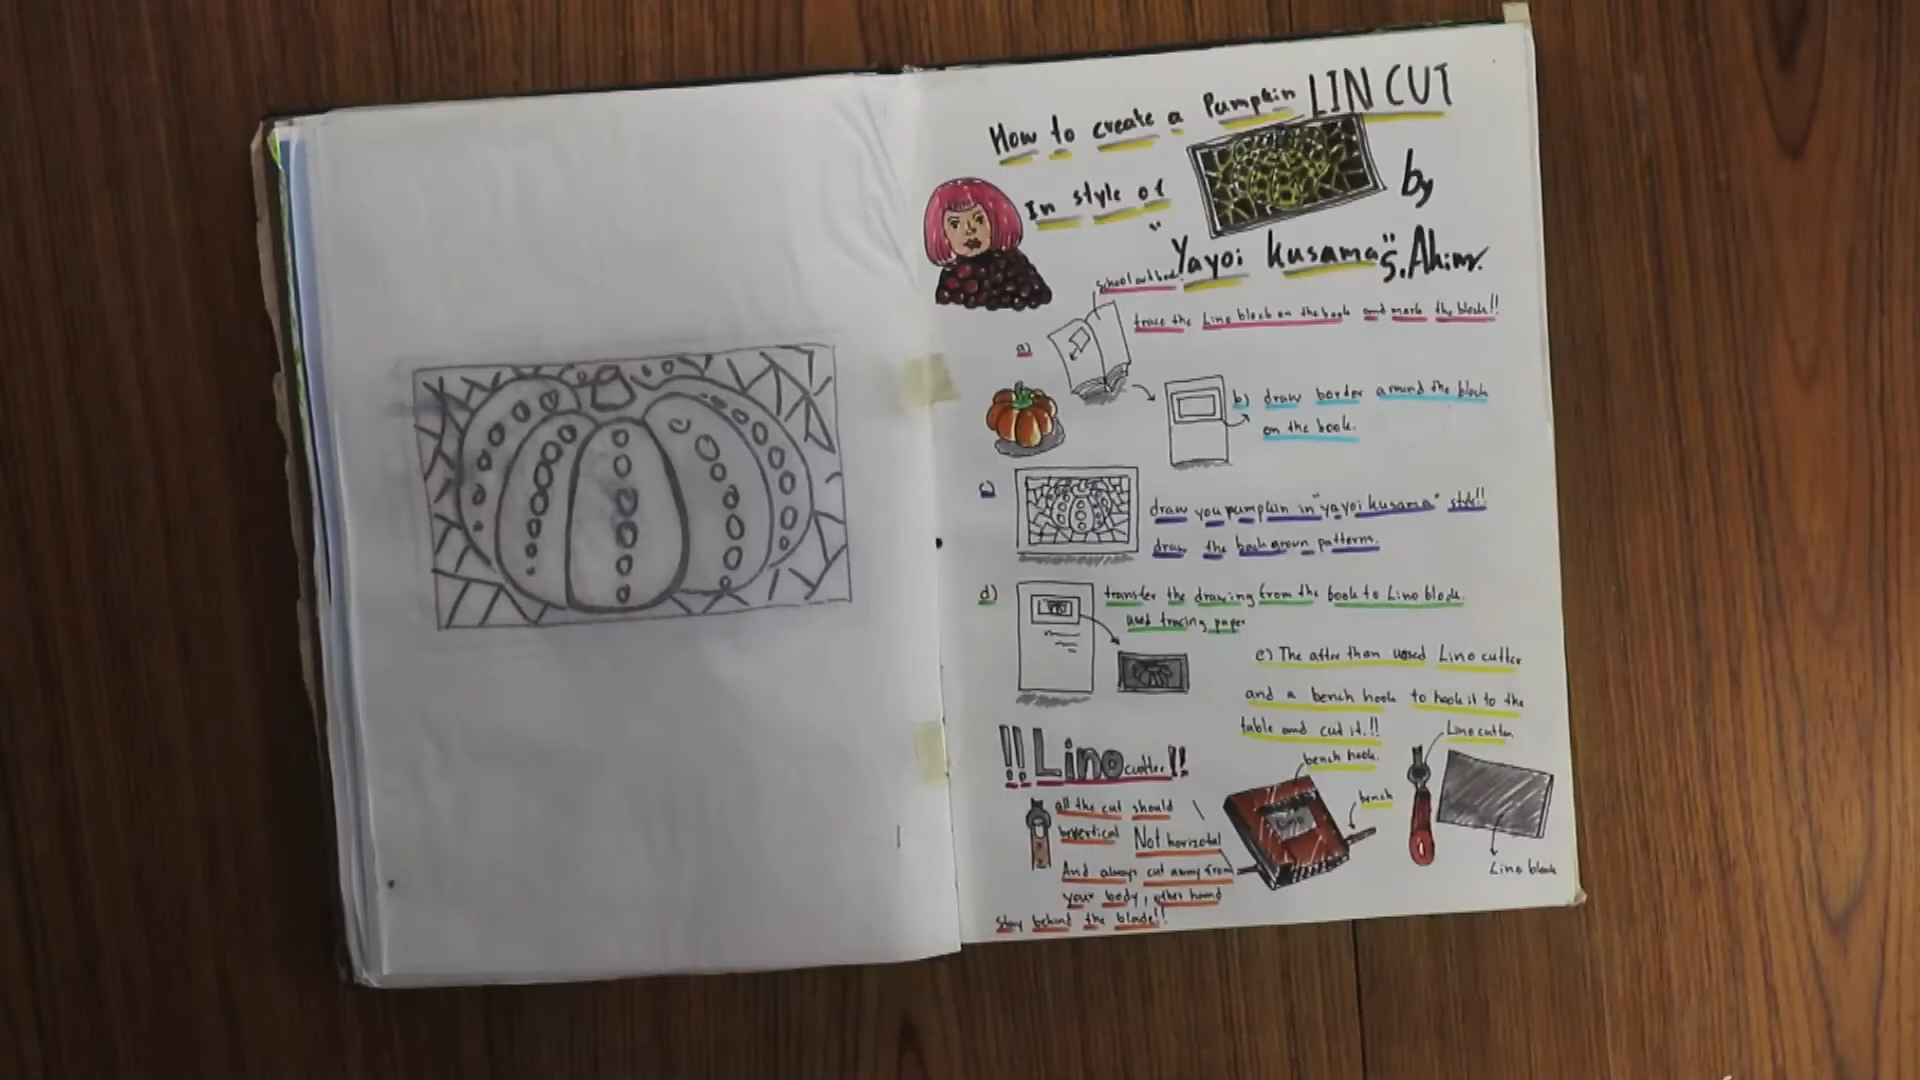 How to create a Pumpkin LIN CUT
In style of
by
"Yayoi Kusama"
trace the Lino block on the book and mark the block!!
a)
b) draw border around the block
on the book.
c)
draw you pumpkin in "yayoi kusama" style!!
draw the backgroun patterns.
d)
transfer the drawing from the book to Lino block.
used tracing paper
e) The after than used Lino cutter
and a bench hook to hook it to the
table and cut it.!!
Lino cutter
bench hook.
!!Lino cutter!!
bench
all the cut should
bevertical Not horizotal
Lino
And always cut away from
your body, other hand
stay behind the blade!!
Lino block